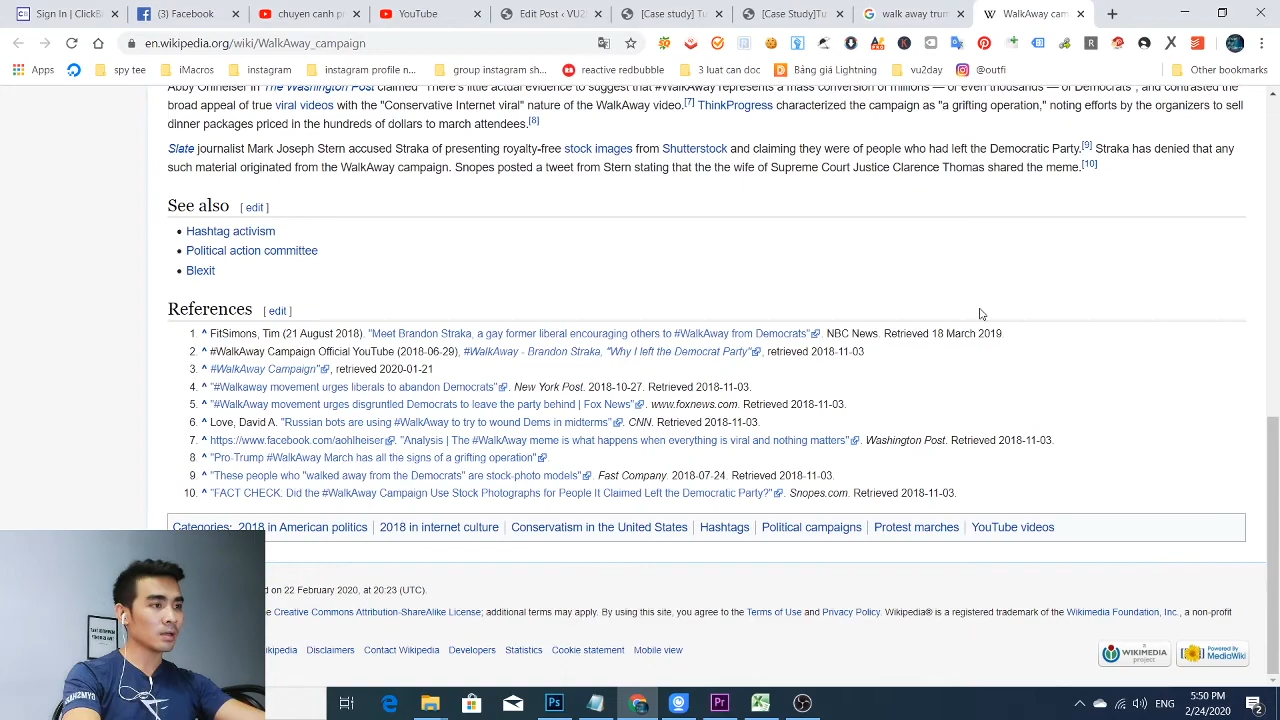 Sign In | ClickB
Facebook
chuyen canh pr
YouTube
Edit Post ‹ V
[Case study] Tu
[Case Study]
walk away trum
WalkAway cam
en.wikipedia.org/wiki/WalkAway_campaign
Apps
spy tee
iMacros
instagram
instagram profile n...
group instagram sh...
reactive redbubble
3 luat can doc
Bảng giá Lightning
vu2day
@outfi
Other bookmarks
Abby Ohlheiser in The Washington Post claimed "There's little actual evidence to suggest that #WalkAway represents a mass conversion of millions — or even thousands — of Democrats", and contrasted the
broad appeal of true viral videos with the "Conservative Internet viral" nature of the WalkAway video.[7] ThinkProgress characterized the campaign as "a grifting operation", noting efforts by the organizers to sell
dinner packages priced in the hundreds of dollars to march attendees.[8]
Slate journalist Mark Joseph Stern accused Straka of presenting royalty-free stock images from Shutterstock and claiming they were of people who had left the Democratic Party.[9] Straka has denied that any
such material originated from the WalkAway campaign. Snopes posted a tweet from Stern stating that the the wife of Supreme Court Justice Clarence Thomas shared the meme.[10]
See also [ edit ]
• Hashtag activism
• Political action committee
• Blexit
References [ edit ]
1. ^ FitSimons, Tim (21 August 2018). "Meet Brandon Straka, a gay former liberal encouraging others to #WalkAway from Democrats". NBC News. Retrieved 18 March 2019.
2. ^ #WalkAway Campaign Official YouTube (2018-06-29), #WalkAway - Brandon Straka, "Why I left the Democrat Party", retrieved 2018-11-03
3. ^ #WalkAway Campaign", retrieved 2020-01-21
4. ^ "#Walkaway movement urges liberals to abandon Democrats". New York Post. 2018-10-27. Retrieved 2018-11-03.
5. ^ "#WalkAway movement urges disgruntled Democrats to leave the party behind | Fox News". www.foxnews.com. Retrieved 2018-11-03.
6. ^ Love, David A. "Russian bots are using #WalkAway to try to wound Dems in midterms". CNN. Retrieved 2018-11-03.
7. ^ https://www.facebook.com/aohlheiser. "Analysis | The #WalkAway meme is what happens when everything is viral and nothing matters". Washington Post. Retrieved 2018-11-03.
8. ^ "Pro-Trump #WalkAway March has all the signs of a grifting operation".
9. ^ "These people who "walked away from the Democrats" are stock-photo models". Fast Company. 2018-07-24. Retrieved 2018-11-03.
10. ^ "FACT CHECK: Did the #WalkAway Campaign Use Stock Photographs for People It Claimed Left the Democratic Party?". Snopes.com. Retrieved 2018-11-03.
Categories: 2018 in American politics | 2018 in internet culture | Conservatism in the United States | Hashtags | Political campaigns | Protest marches | YouTube videos
d on 22 February 2020, at 20:23 (UTC).
e Creative Commons Attribution-ShareAlike License; additional terms may apply. By using this site, you agree to the Terms of Use and Privacy Policy. Wikipedia® is a registered trademark of the Wikimedia Foundation, Inc., a non-profit
kipedia Disclaimers Contact Wikipedia Developers Statistics Cookie statement Mobile view
A WIKIMEDIA project
Powered By MediaWiki
ENG
5:50 PM
2/24/2020
2